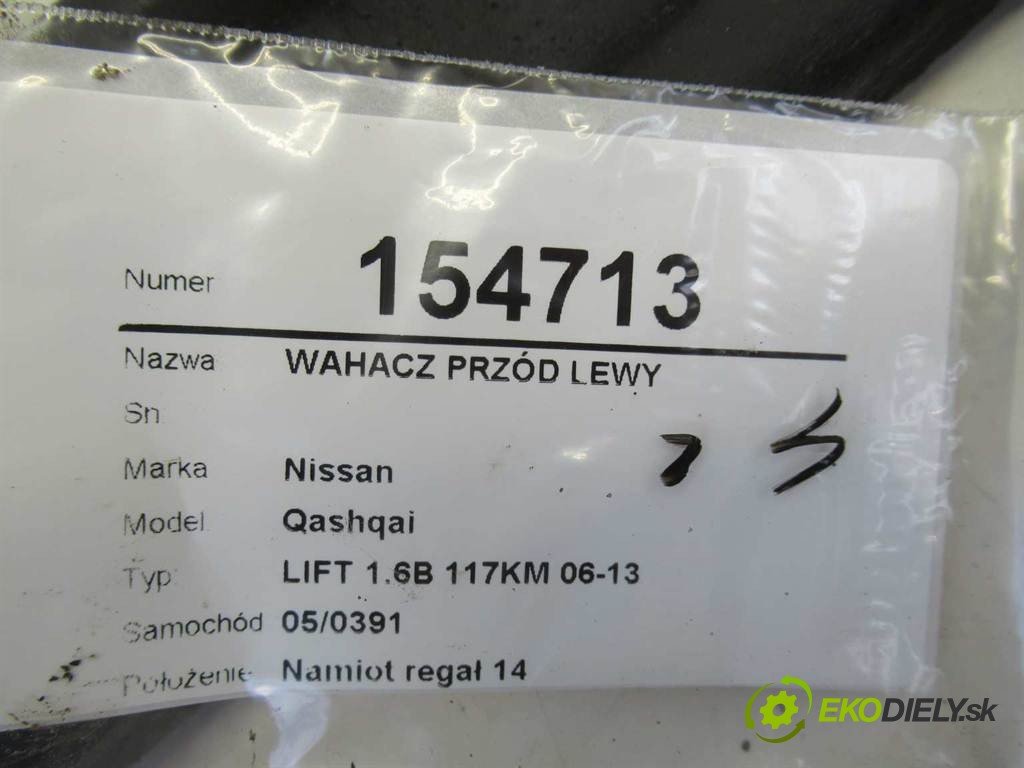 Numer 154713
Nazwa WAHACZ PRZÓD LEWY
Sn
Marka Nissan
Model Qashqai
Typ LIFT 1.6B 117KM 06-13
Samochód 05/0391
Położenie Namiot regał 14
EKODIELY.sk